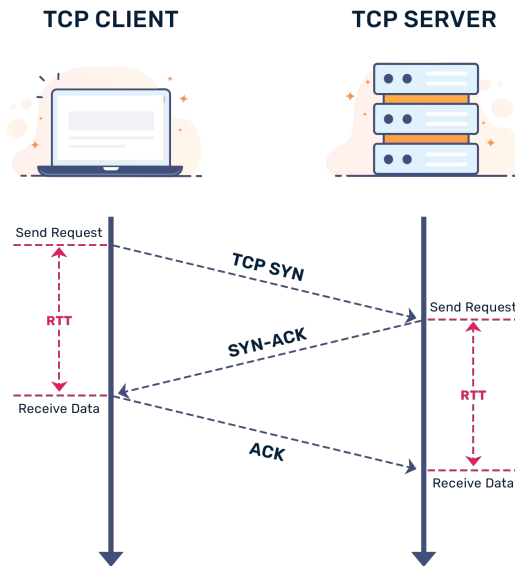 TCP CLIENT
TCP SERVER
Send Request
TCP SYN
Send Request
RTT
SYN-ACK
RTT
Receive Data
ACK
Receive Data